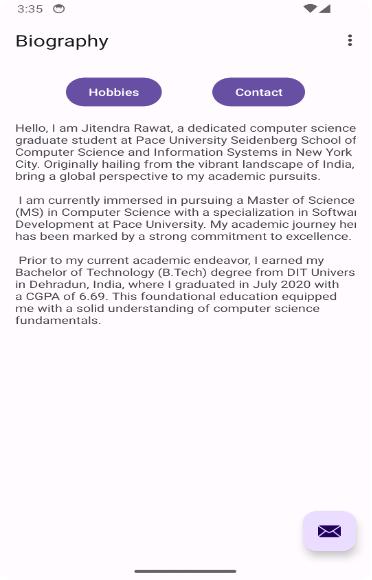 3:35
Biography
Hobbies
Contact
Hello, I am Jitendra Rawat, a dedicated computer science
graduate student at Pace University Seidenberg School of
Computer Science and Information Systems in New York
City. Originally hailing from the vibrant landscape of India,
bring a global perspective to my academic pursuits.
I am currently immersed in pursuing a Master of Science
(MS) in Computer Science with a specialization in Softwar
Development at Pace University. My academic journey her
has been marked by a strong commitment to excellence.
Prior to my current academic endeavor, I earned my
Bachelor of Technology (B.Tech) degree from DIT Univers
in Dehradun, India, where I graduated in July 2020 with
a CGPA of 6.69. This foundational education equipped
me with a solid understanding of computer science
fundamentals.